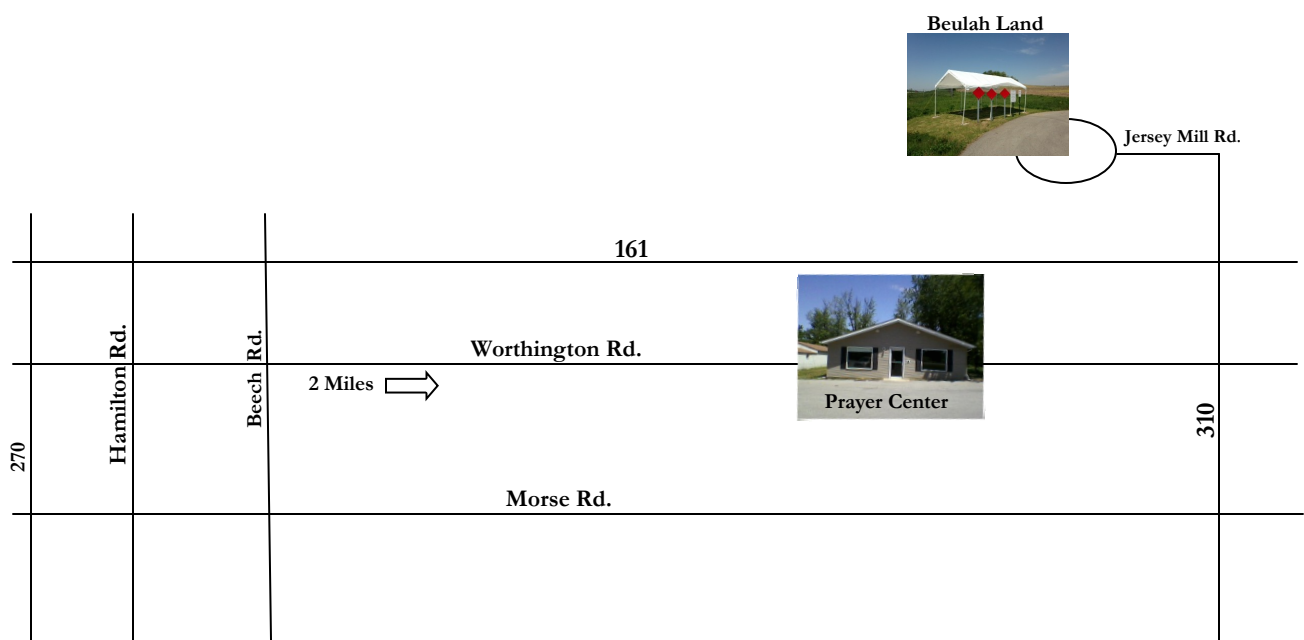 Beulah Land
Jersey Mill Rd.
161
Hamilton Rd.
Beech Rd.
Worthington Rd.
2 Miles
Prayer Center
270
310
Morse Rd.